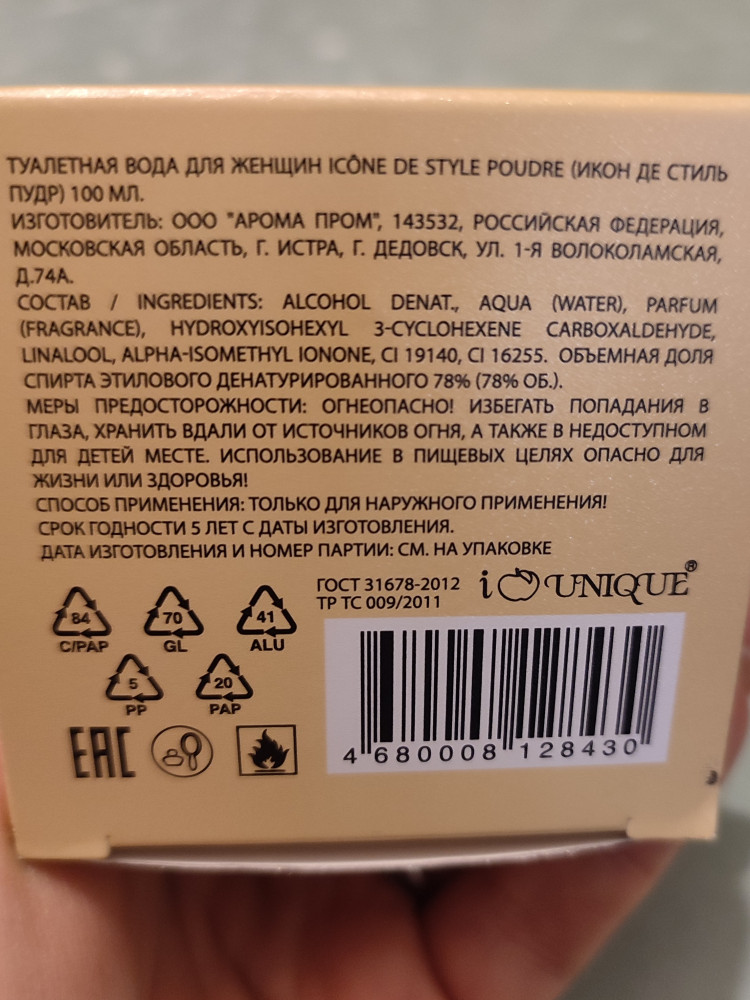 ТУАЛЕТНАЯ ВОДА ДЛЯ ЖЕНЩИН ICÔNE DE STYLE POUDRE (ИКОН ДЕ СТИЛЬ
ПУДР) 100 МЛ.
ИЗГОТОВИТЕЛЬ: ООО "АРОМА ПРОМ", 143532, РОССИЙСКАЯ ФЕДЕРАЦИЯ,
МОСКОВСКАЯ ОБЛАСТЬ, Г. ИСТРА, Г. ДЕДОВСК, УЛ. 1-Я ВОЛОКОЛАМСКАЯ,
Д.74А.
СОСТАВ / INGREDIENTS: ALCOHOL DENAT., AQUA (WATER), PARFUM
(FRAGRANCE), HYDROXYISOHEXYL 3-CYCLOHEXENE CARBOXALDEHYDE,
LINALOOL, ALPHA-ISOMETHYL IONONE, CI 19140, CI 16255. ОБЪЕМНАЯ ДОЛЯ
СПИРТА ЭТИЛОВОГО ДЕНАТУРИРОВАННОГО 78% (78% ОБ.).
МЕРЫ ПРЕДОСТОРОЖНОСТИ: ОГНЕОПАСНО! ИЗБЕГАТЬ ПОПАДАНИЯ В
ГЛАЗА, ХРАНИТЬ ВДАЛИ ОТ ИСТОЧНИКОВ ОГНЯ, А ТАКЖЕ В НЕДОСТУПНОМ
ДЛЯ ДЕТЕЙ МЕСТЕ. ИСПОЛЬЗОВАНИЕ В ПИЩЕВЫХ ЦЕЛЯХ ОПАСНО ДЛЯ
ЖИЗНИ ИЛИ ЗДОРОВЬЯ!
СПОСОБ ПРИМЕНЕНИЯ: ТОЛЬКО ДЛЯ НАРУЖНОГО ПРИМЕНЕНИЯ!
СРОК ГОДНОСТИ 5 ЛЕТ С ДАТЫ ИЗГОТОВЛЕНИЯ.
ДАТА ИЗГОТОВЛЕНИЯ И НОМЕР ПАРТИИ: СМ. НА УПАКОВКЕ
ГОСТ 31678-2012
ТР ТС 009/2011
i UNIQUE®
84 70 41
C/PAP GL ALU
5 20
PP PAP
EAC
4 680008 128430